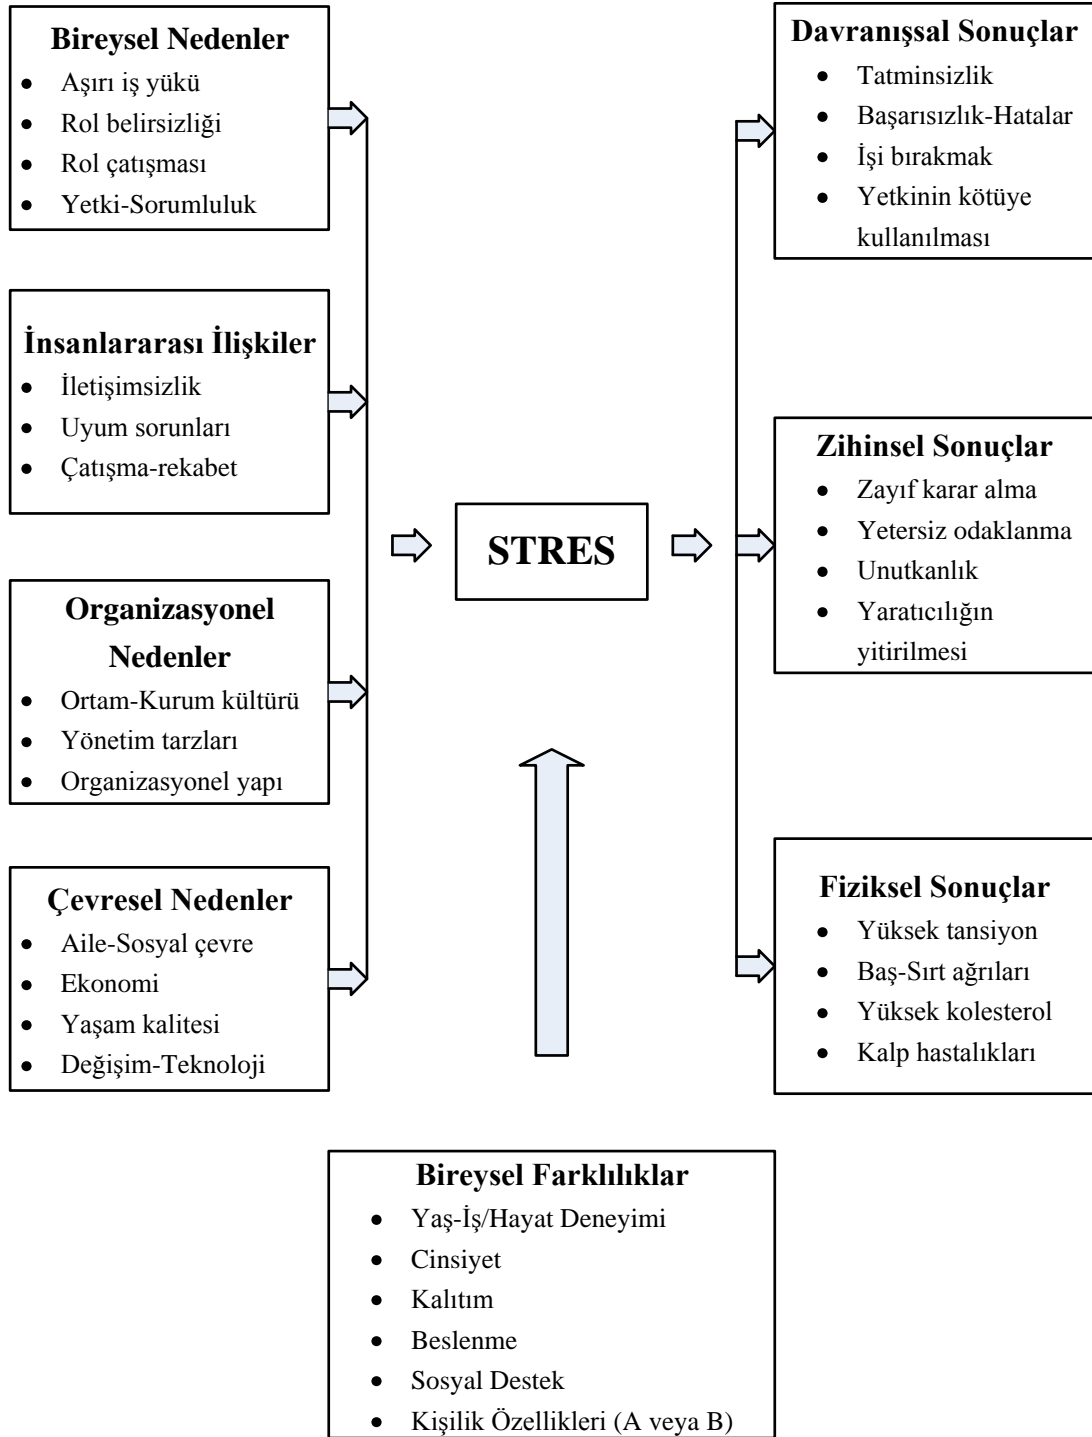 Bireysel Nedenler
• Aşırı iş yükü
• Rol belirsizliği
• Rol çatışması
• Yetki-Sorumluluk
İnsanlararası İlişkiler
• İletişimsizlik
• Uyum sorunları
• Çatışma-rekabet
Organizasyonel
Nedenler
• Ortam-Kurum kültürü
• Yönetim tarzları
• Organizasyonel yapı
Çevresel Nedenler
• Aile-Sosyal çevre
• Ekonomi
• Yaşam kalitesi
• Değişim-Teknoloji
STRES
Davranışsal Sonuçlar
• Tatminsizlik
• Başarısızlık-Hatalar
• İşi bırakmak
• Yetkinin kötüye
kullanılması
Zihinsel Sonuçlar
• Zayıf karar alma
• Yetersiz odaklanma
• Unutkanlık
• Yaratıcılığın
yitirilmesi
Fiziksel Sonuçlar
• Yüksek tansiyon
• Baş-Sırt ağrıları
• Yüksek kolesterol
• Kalp hastalıkları
Bireysel Farklılıklar
• Yaş-İş/Hayat Deneyimi
• Cinsiyet
• Kalıtım
• Beslenme
• Sosyal Destek
• Kişilik Özellikleri (A veya B)